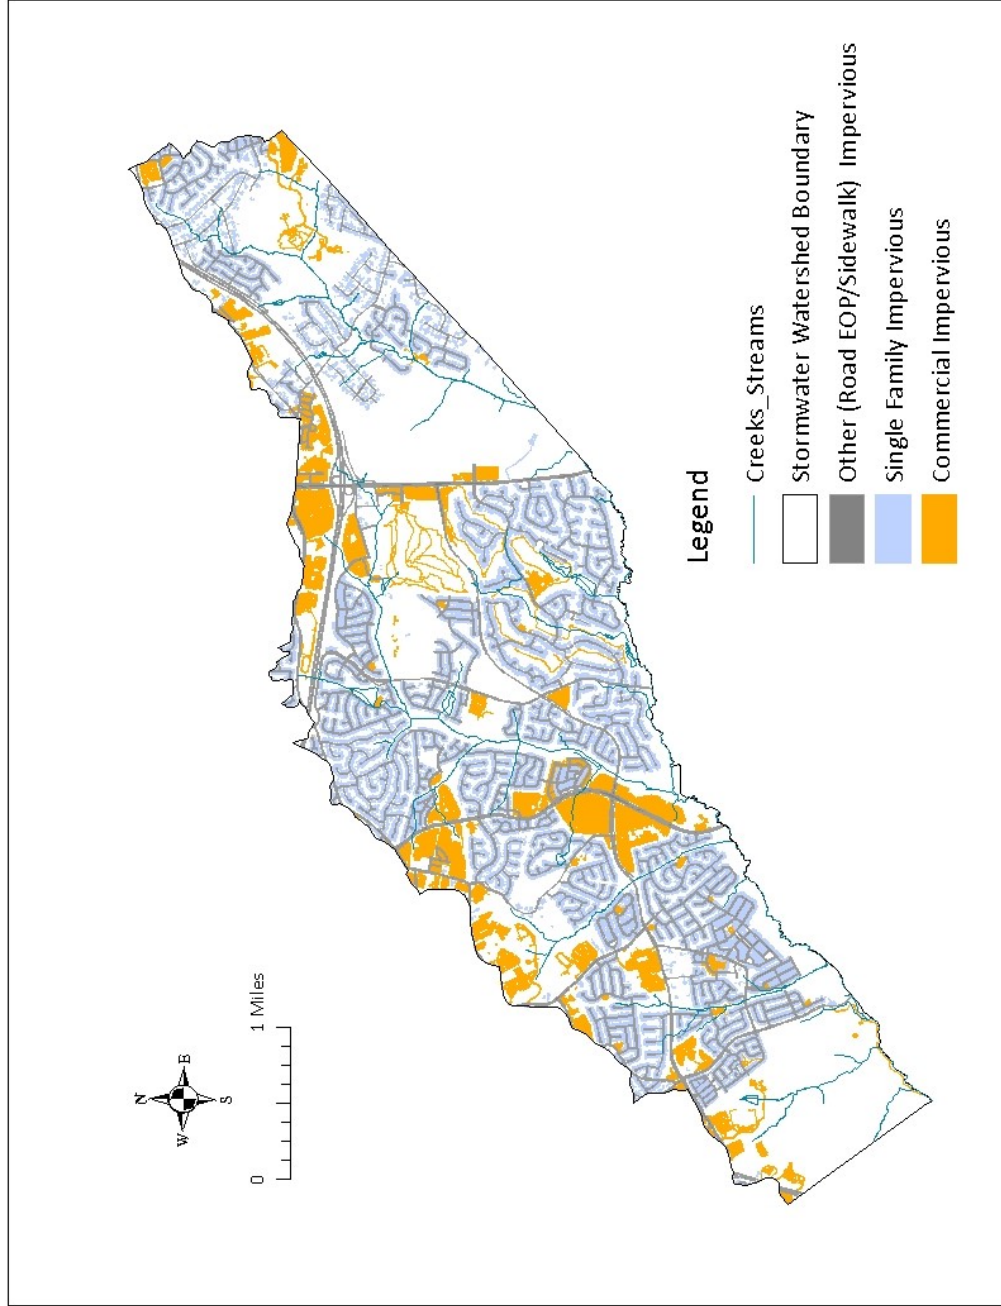 N
W
E
S
0
1 Miles
Legend
Creeks_Streams
Stormwater Watershed Boundary
Other (Road EOP/Sidewalk) Impervious
Single Family Impervious
Commercial Impervious